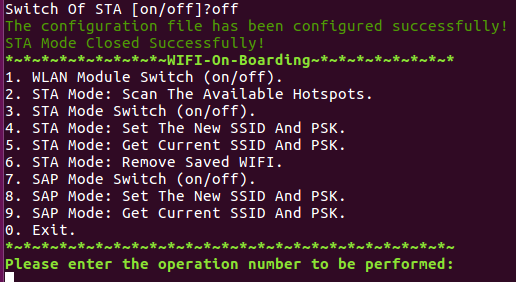 Switch Of STA [on/off]?off
The configuration file has been configured successfully!
STA Mode Closed Successfully!
*~*~*~*~*~*~*~*~*~WIFI-On-Boarding~*~*~*~*~*~*~*~*
1. WLAN Module Switch (on/off).
2. STA Mode: Scan The Available Hotspots.
3. STA Mode Switch (on/off).
4. STA Mode: Set The New SSID And PSK.
5. STA Mode: Get Current SSID And PSK.
6. STA Mode: Remove Saved WIFI.
7. SAP Mode Switch (on/off).
8. SAP Mode: Set The New SSID And PSK.
9. SAP Mode: Get Current SSID And PSK.
0. Exit.
*~*~*~*~*~*~*~*~*~*~*~*~*~*~*~*~*~*~*~*~*~*~*~*~*~
Please enter the operation number to be performed: